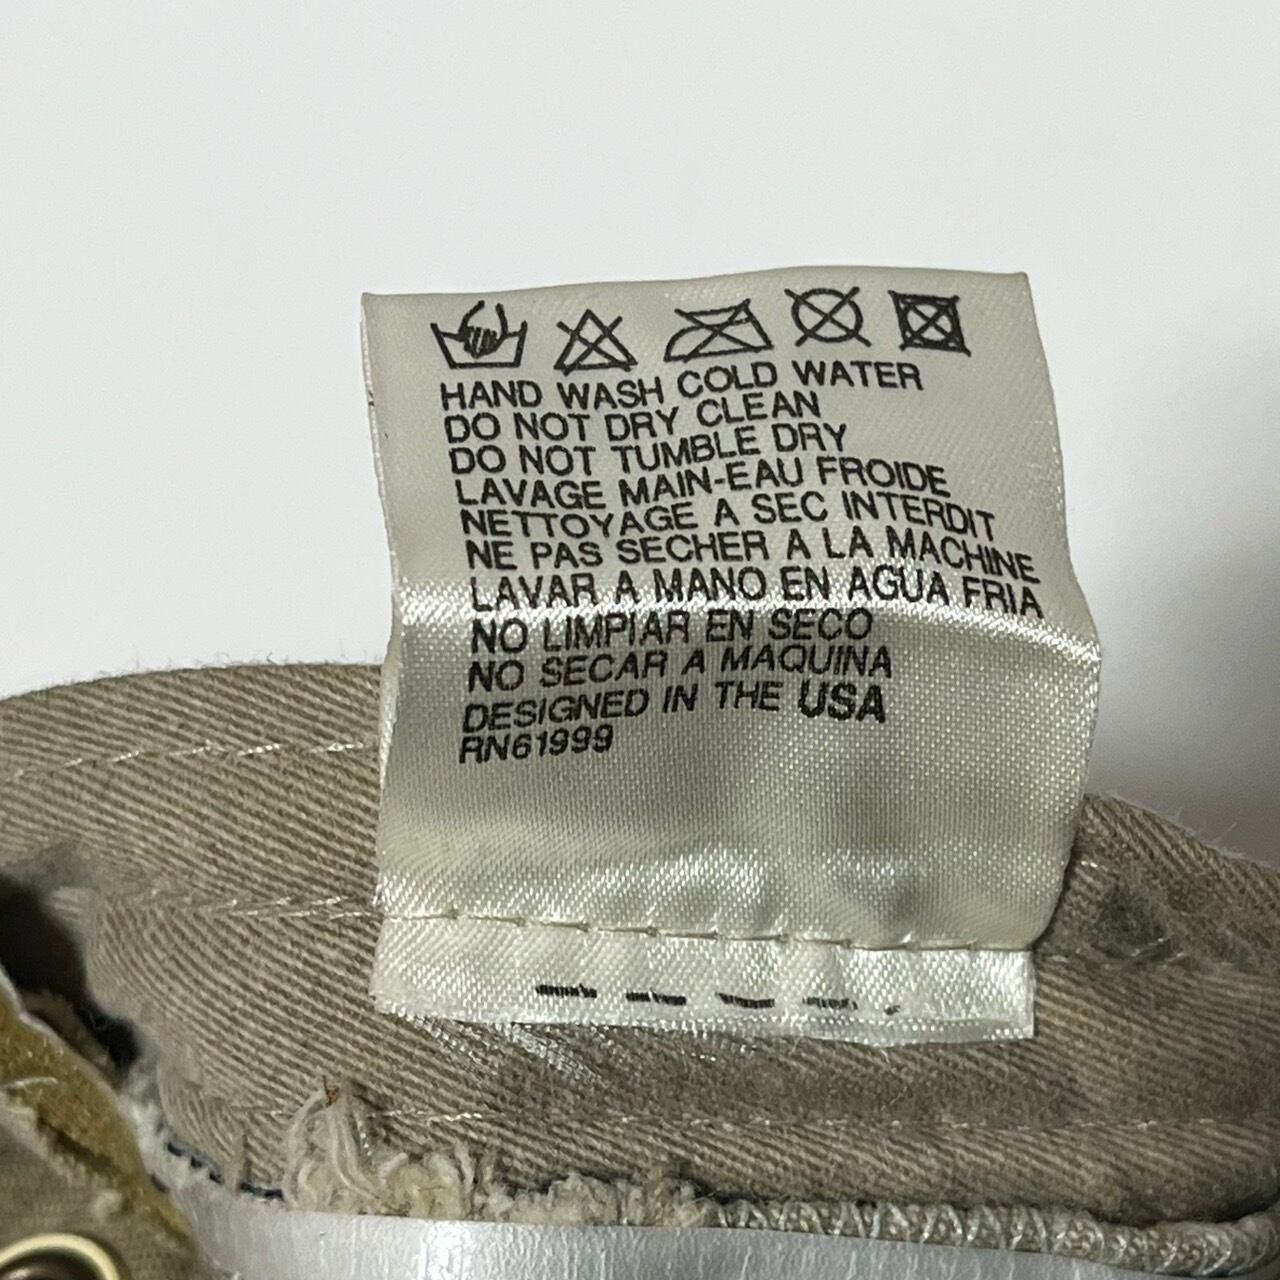 HAND WASH COLD WATER
DO NOT DRY CLEAN
DO NOT TUMBLE DRY
LAVAGE MAIN-EAU FROIDE
NETTOYAGE A SEC INTERDIT
NE PAS SECHER A LA MACHINE
LAVAR A MANO EN AGUA FRIA
NO LIMPIAR EN SECO
NO SECAR A MAQUINA
DESIGNED IN THE USA
RN61999